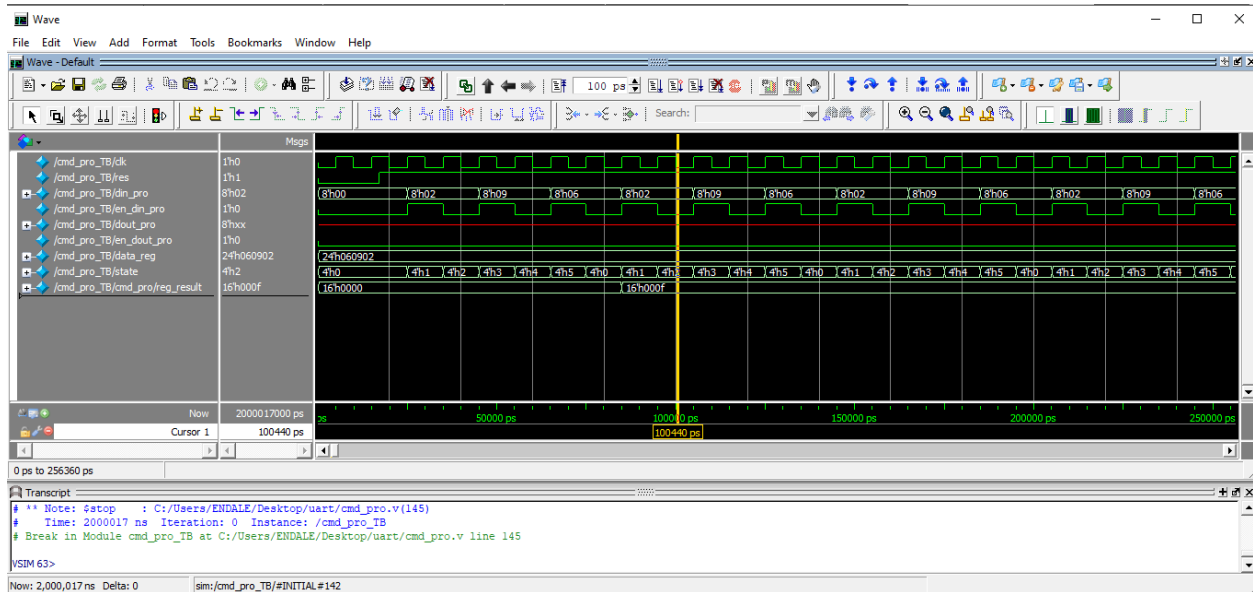 Wave
File Edit View Add Format Tools Bookmarks Window Help
Wave - Default
100 ps
Search:
Msgs
/cmd_pro_TB/clk 1'h0
/cmd_pro_TB/res 1'h1
/cmd_pro_TB/din_pro 8'h02 8'h00 8'h02 8'h09 8'h06 8'h02 8'h09 8'h06 8'h02 8'h09 8'h06 8'h02 8'h09 8'h06
/cmd_pro_TB/en_din_pro 1'h0
/cmd_pro_TB/dout_pro 8'hxx
/cmd_pro_TB/en_dout_pro 1'h0
/cmd_pro_TB/data_reg 24'h060902 24'h060902
/cmd_pro_TB/state 4'h2 4'h0 4'h1 4'h2 4'h3 4'h4 4'h5 4'h0 4'h1 4'h2 4'h3 4'h4 4'h5 4'h0 4'h1 4'h2 4'h3 4'h4 4'h5 4'h0 4'h1 4'h2 4'h3 4'h4 4'h5
/cmd_pro_TB/cmd_pro/reg_result 16'h000f 16'h0000 16'h000f
Now 2000017000 ps ps 50000 ps 100000 ps 150000 ps 200000 ps 250000 ps
Cursor 1 100440 ps 100440 ps
0 ps to 256360 ps
Transcript
# ** Note: $stop : C:/Users/ENDALE/Desktop/uart/cmd_pro.v(145)
# Time: 2000017 ns Iteration: 0 Instance: /cmd_pro_TB
# Break in Module cmd_pro_TB at C:/Users/ENDALE/Desktop/uart/cmd_pro.v line 145
VSIM 63>
Now: 2,000,017 ns Delta: 0 sim:/cmd_pro_TB/#INITIAL#142